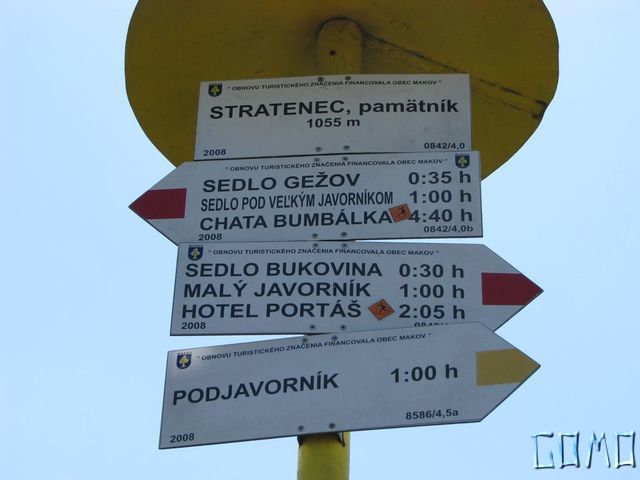 " OBNOVU TURISTICKÉHO ZNAČENIA FINANCOVALA OBEC MAKOV "
STRATENEC, pamätník
1055 m
2008 0842/4,0
" OBNOVU TURISTICKÉHO ZNAČENIA FINANCOVALA OBEC MAKOV "
SEDLO GEŽOV 0:35 h
SEDLO POD VEĽKÝM JAVORNÍKOM 1:00 h
CHATA BUMBÁLKA 4:40 h
2008 0842/4,0b
" OBNOVU TURISTICKÉHO ZNAČENIA FINANCOVALA OBEC MAKOV "
SEDLO BUKOVINA 0:30 h
MALÝ JAVORNÍK 1:00 h
HOTEL PORTÁŠ 2:05 h
2008
" OBNOVU TURISTICKÉHO ZNAČENIA FINANCOVALA OBEC MAKOV "
PODJAVORNÍK 1:00 h
2008 8586/4,5a
GOMO